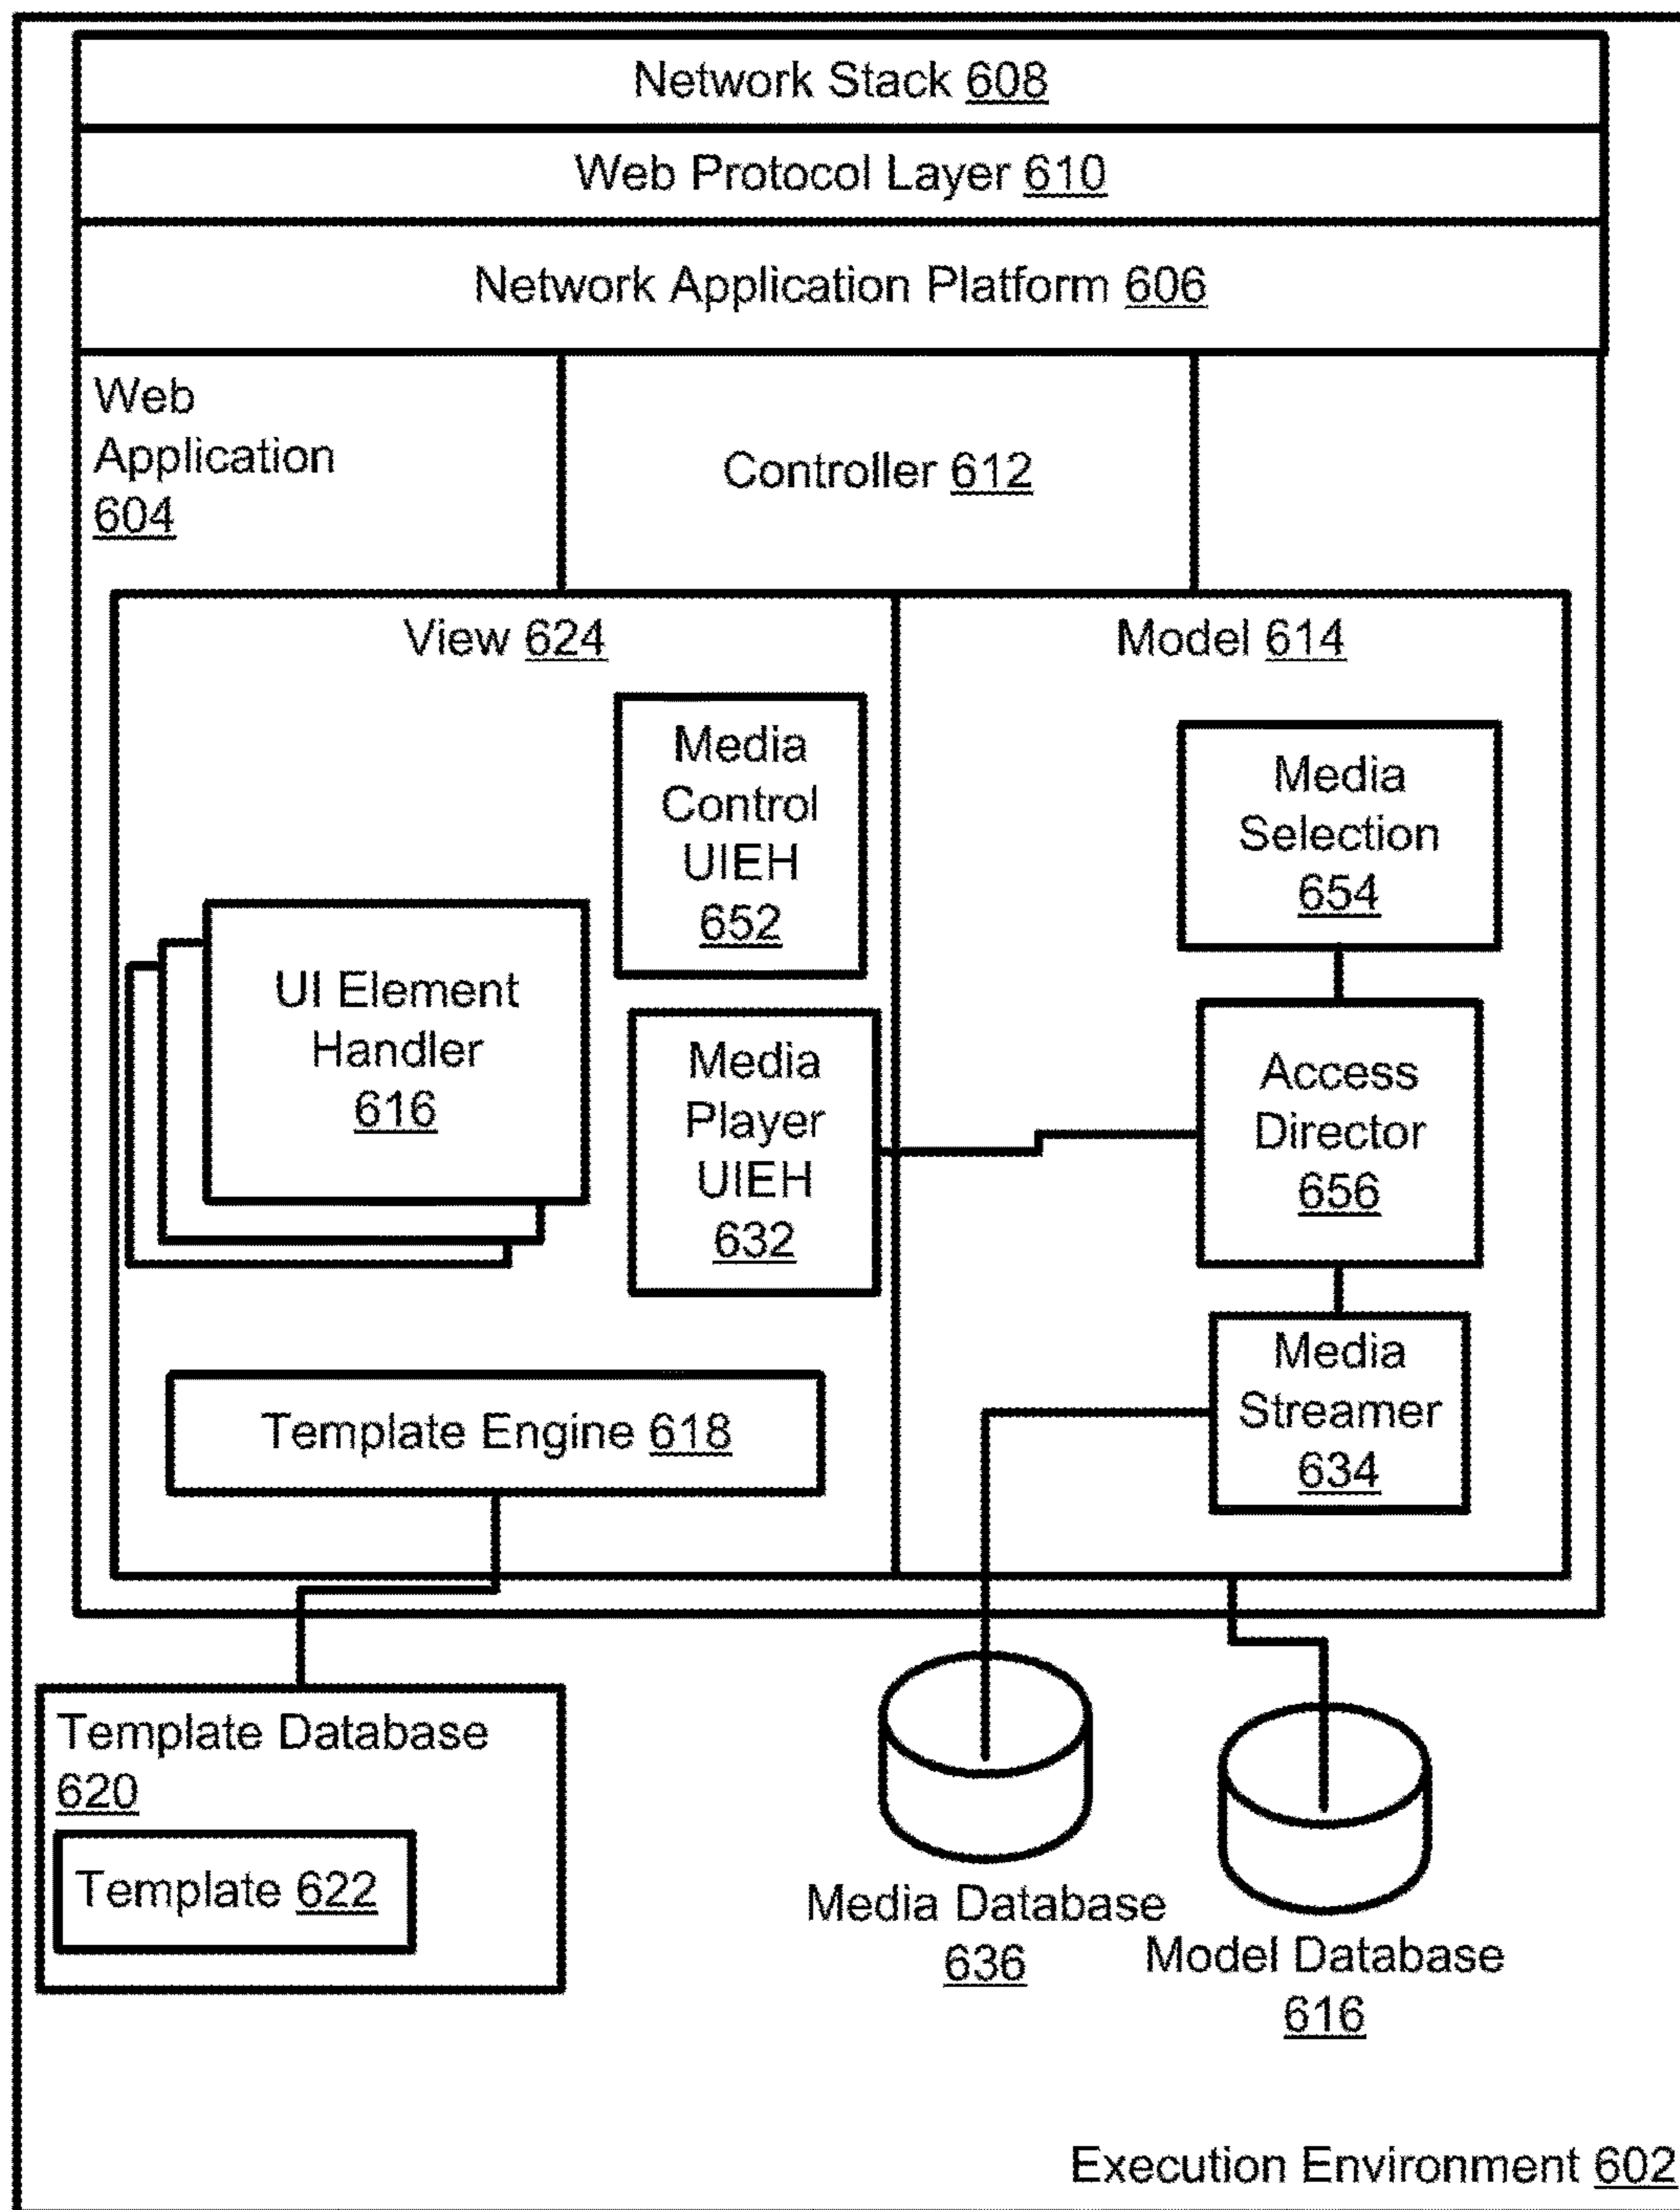 Network Stack 608
Web Protocol Layer 610
Network Application Platform 606
Web
Application
604
Controller 612
View 624
Model 614
Media
Control
UIEH
652
Media
Selection
654
UI Element
Handler
616
Media
Player
UIEH
632
Access
Director
656
Media
Streamer
634
Template Engine 618
Template Database
620
Template 622
Media Database
636
Model Database
616
Execution Environment 602